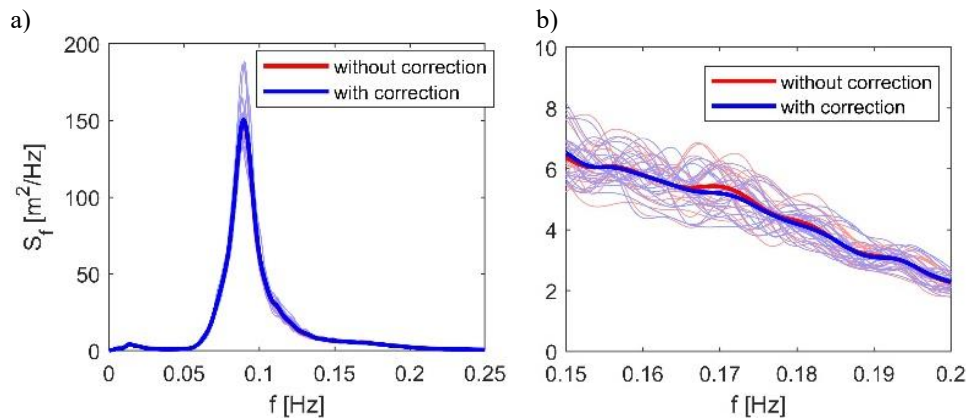 a)
200
150
100
50
0
S_f [m²/Hz]
without correction
with correction
0 0.05 0.1 0.15 0.2 0.25
f [Hz]
b)
10
8
6
4
2
0
without correction
with correction
0.15 0.16 0.17 0.18 0.19 0.2
f [Hz]